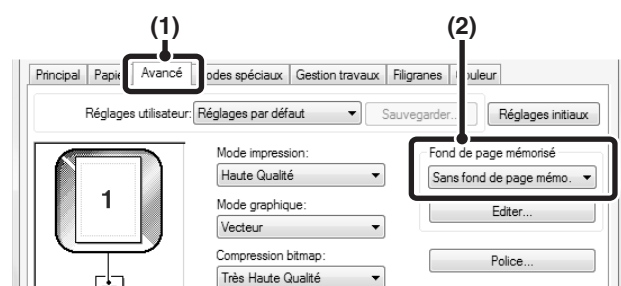 (1) (2)
Principal Avancé Gestion travaux Filigranes
Réglages utilisateur: Réglages par défaut Sauvegarder... Réglages initiaux
Mode impression: Fond de page mémorisé
Haute Qualité Sans fond de page mémo.
1
Mode graphique: Editer...
Vecteur
Compression bitmap: Police...
Très Haute Qualité